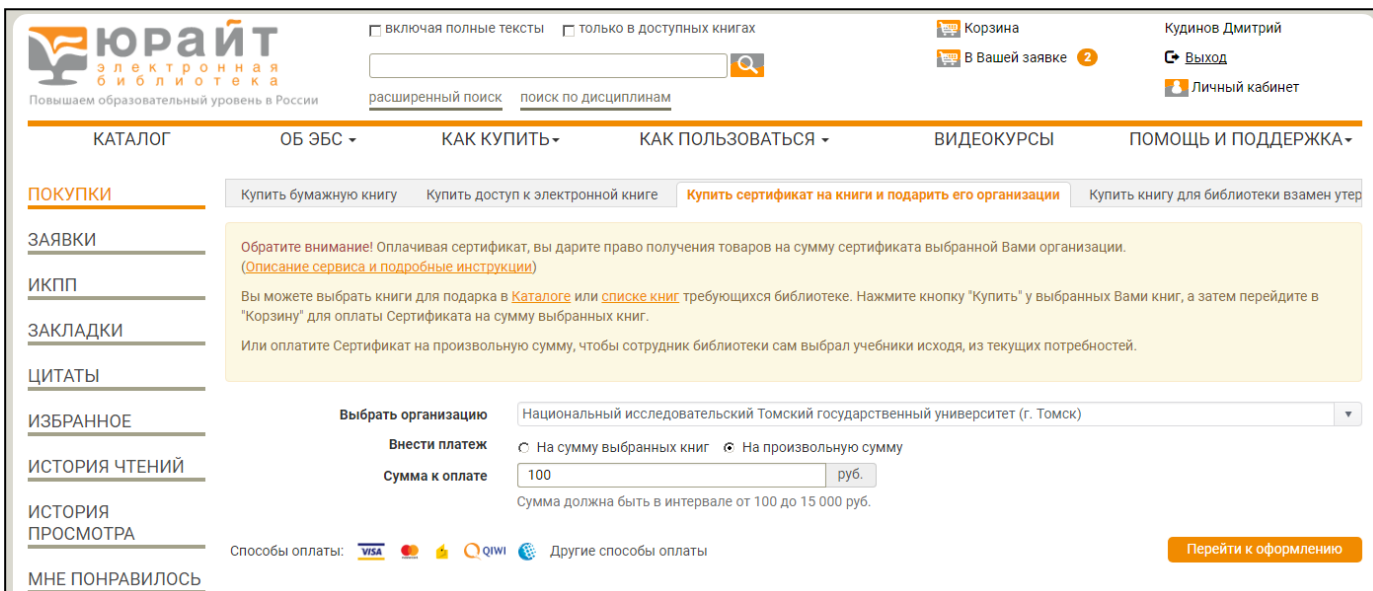 юрайт
электронная
библиотека
Повышаем образовательный уровень в России
включая полные тексты только в доступных книгах
расширенный поиск поиск по дисциплинам
Корзина
В Вашей заявке 2
Кудинов Дмитрий
Выход
Личный кабинет
КАТАЛОГ ОБ ЭБС КАК КУПИТЬ КАК ПОЛЬЗОВАТЬСЯ ВИДЕОКУРСЫ ПОМОЩЬ И ПОДДЕРЖКА
ПОКУПКИ
ЗАЯВКИ
ИКПП
ЗАКЛАДКИ
ЦИТАТЫ
ИЗБРАННОЕ
ИСТОРИЯ ЧТЕНИЙ
ИСТОРИЯ
ПРОСМОТРА
МНЕ ПОНРАВИЛОСЬ
Купить бумажную книгу Купить доступ к электронной книге Купить сертификат на книги и подарить его организации Купить книгу для библиотеки взамен утер
Обратите внимание! Оплачивая сертификат, вы дарите право получения товаров на сумму сертификата выбранной Вами организации.
(Описание сервиса и подробные инструкции)
Вы можете выбрать книги для подарка в Каталоге или списке книг требующихся библиотеке. Нажмите кнопку "Купить" у выбранных Вами книг, а затем перейдите в
"Корзину" для оплаты Сертификата на сумму выбранных книг.
Или оплатите Сертификат на произвольную сумму, чтобы сотрудник библиотеки сам выбрал учебники исходя, из текущих потребностей.
Выбрать организацию Национальный исследовательский Томский государственный университет (г. Томск)
Внести платеж На сумму выбранных книг На произвольную сумму
Сумма к оплате 100 руб.
Сумма должна быть в интервале от 100 до 15 000 руб.
Способы оплаты: VISA QIWI Другие способы оплаты
Перейти к оформлению